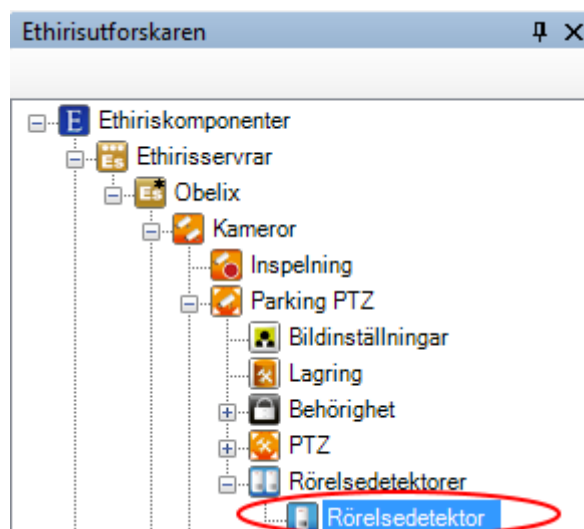 Ethirisutforskaren
Ethiriskomponenter
Ethirisservrar
Obelix
Kameror
Inspelning
Parking PTZ
Bildinställningar
Lagring
Behörighet
PTZ
Rörelsedetektorer
Rörelsedetektor